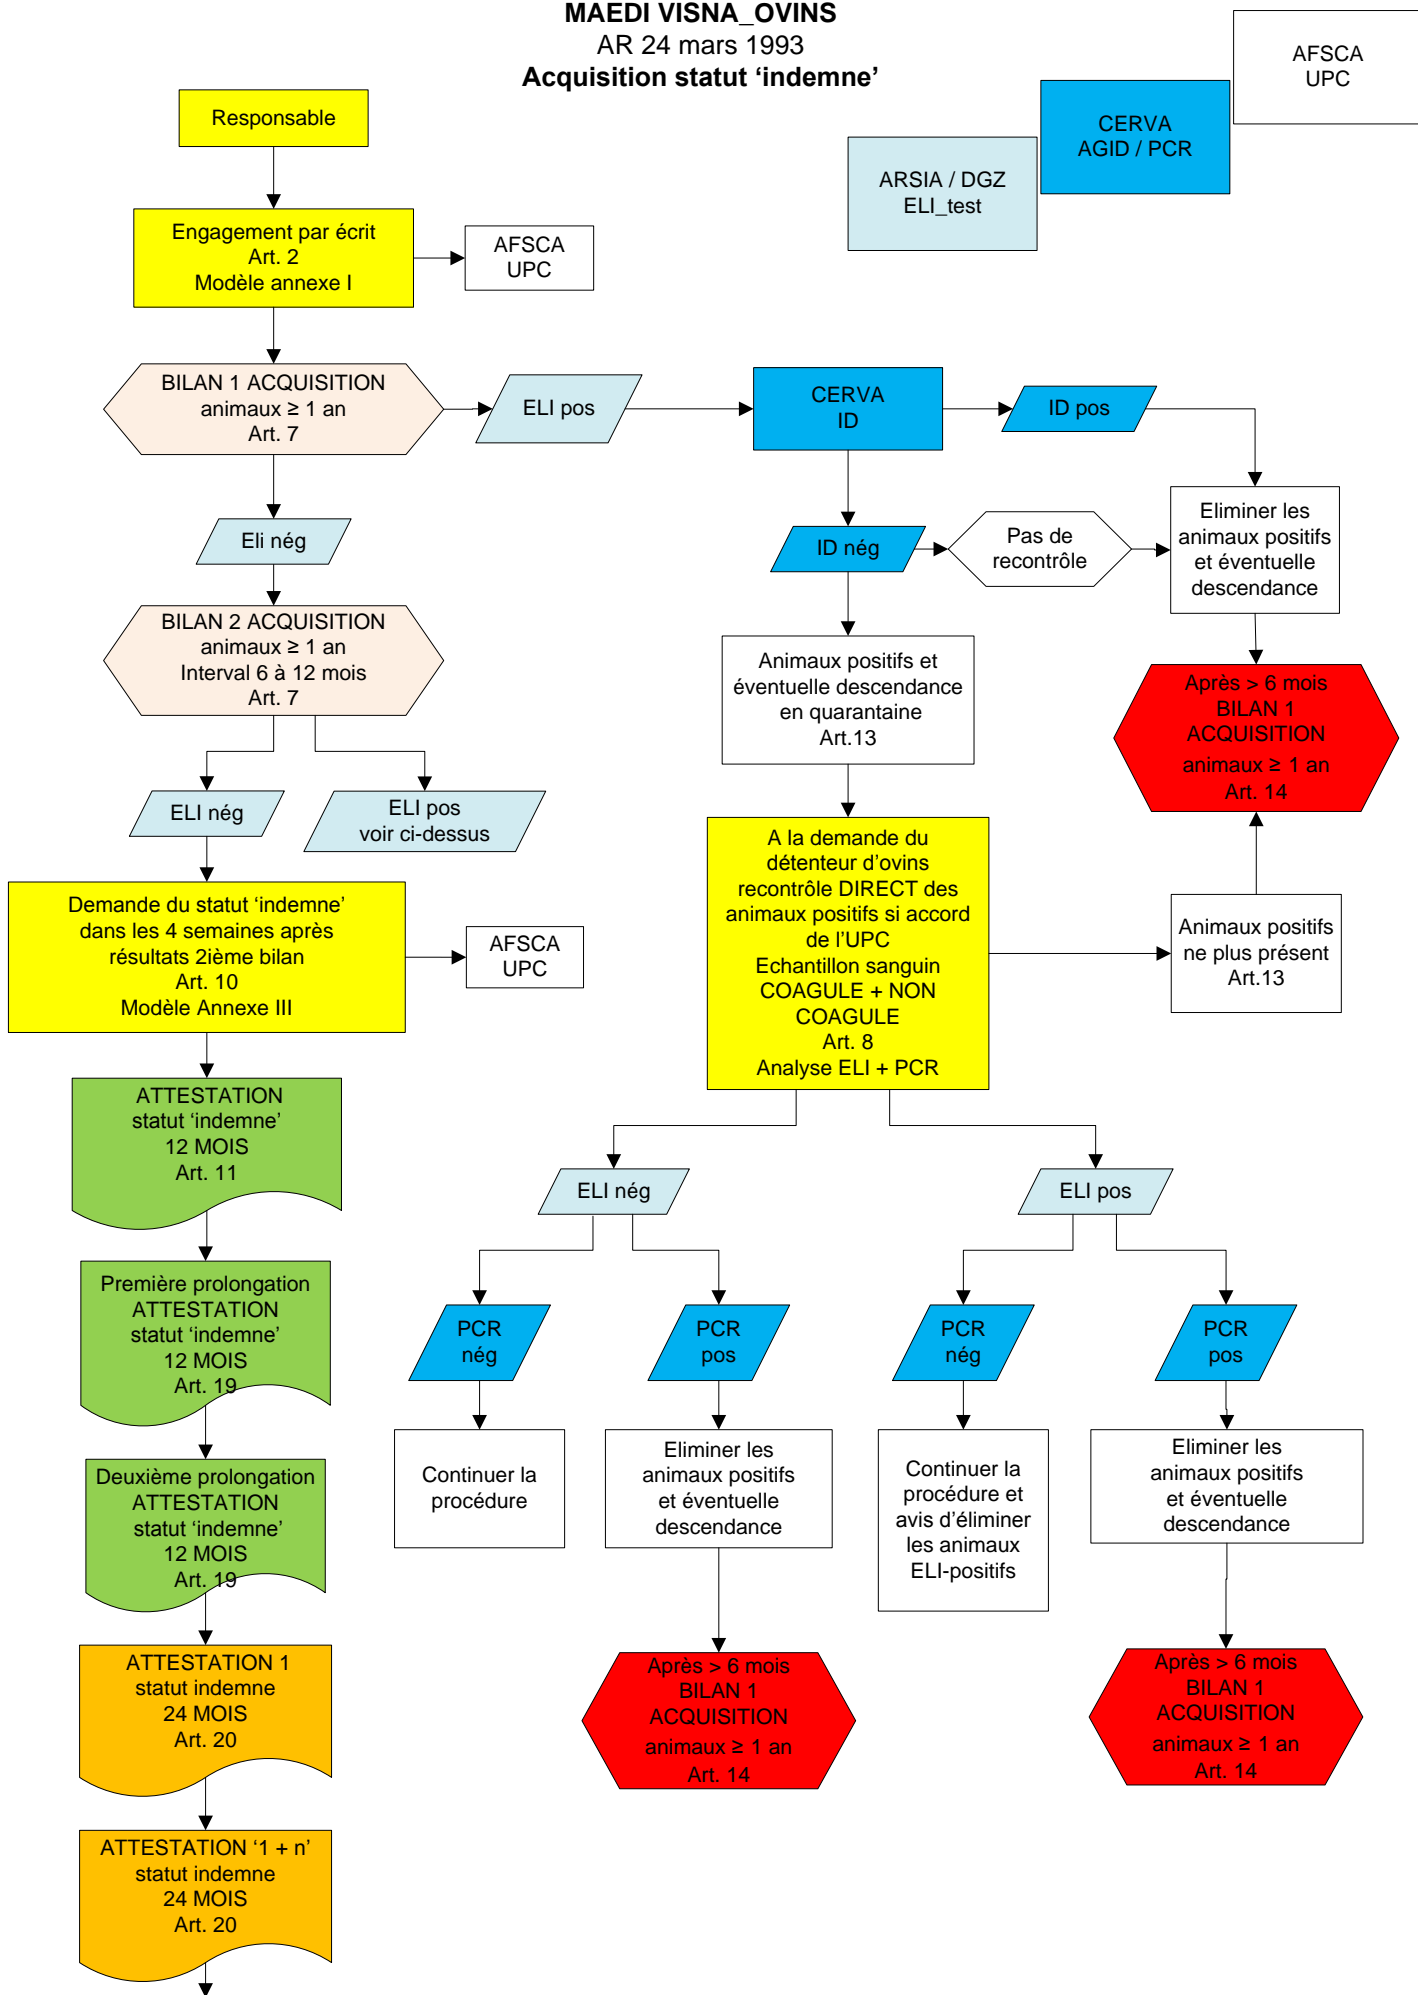 MAEDI VISNA_OVINS
AR 24 mars 1993
Acquisition statut ‘indemne’
AFSCA
UPC
CERVA
AGID / PCR
ARSIA / DGZ
ELI_test
Responsable
Engagement par écrit
Art. 2
Modèle annexe I
AFSCA
UPC
BILAN 1 ACQUISITION
animaux ≥ 1 an
Art. 7
ELI pos
CERVA
ID
ID pos
Eli nég
ID nég
Pas de
recontrôle
Eliminer les
animaux positifs
et éventuelle
descendance
BILAN 2 ACQUISITION
animaux ≥ 1 an
Interval 6 à 12 mois
Art. 7
Animaux positifs et
éventuelle descendance
en quarantaine
Art.13
Après > 6 mois
BILAN 1
ACQUISITION
animaux ≥ 1 an
Art. 14
ELI nég
ELI pos
voir ci-dessus
A la demande du
détenteur d’ovins
recontrôle DIRECT des
animaux positifs si accord
de l’UPC
Echantillon sanguin
COAGULE + NON
COAGULE
Art. 8
Analyse ELI + PCR
Animaux positifs
ne plus présent
Art.13
Demande du statut ‘indemne’
dans les 4 semaines après
résultats 2ième bilan
Art. 10
Modèle Annexe III
AFSCA
UPC
ATTESTATION
statut ‘indemne’
12 MOIS
Art. 11
ELI nég
ELI pos
Première prolongation
ATTESTATION
statut ‘indemne’
12 MOIS
Art. 19
PCR
nég
PCR
pos
PCR
nég
PCR
pos
Deuxième prolongation
ATTESTATION
statut ‘indemne’
12 MOIS
Art. 19
Continuer la
procédure
Eliminer les
animaux positifs
et éventuelle
descendance
Continuer la
procédure et
avis d’éliminer
les animaux
ELI-positifs
Eliminer les
animaux positifs
et éventuelle
descendance
ATTESTATION 1
statut indemne
24 MOIS
Art. 20
Après > 6 mois
BILAN 1
ACQUISITION
animaux ≥ 1 an
Art. 14
Après > 6 mois
BILAN 1
ACQUISITION
animaux ≥ 1 an
Art. 14
ATTESTATION ‘1 + n’
statut indemne
24 MOIS
Art. 20